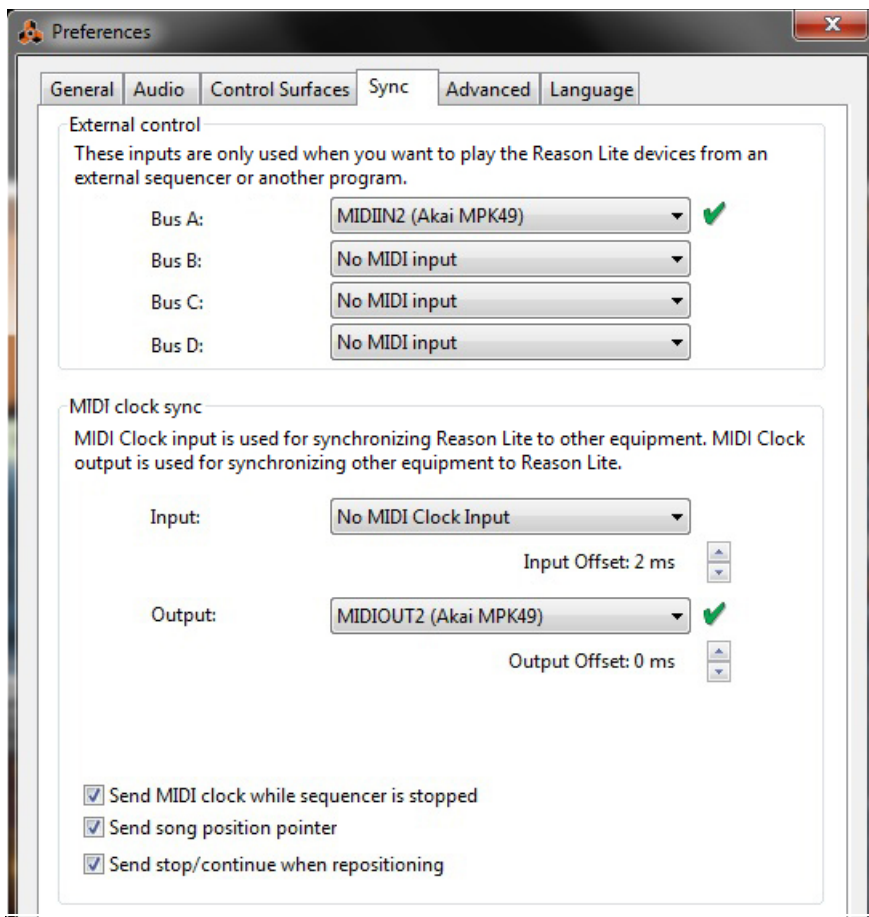 Preferences
General Audio Control Surfaces Sync Advanced Language
External control
These inputs are only used when you want to play the Reason Lite devices from an
external sequencer or another program.
Bus A: MIDIIN2 (Akai MPK49)
Bus B: No MIDI input
Bus C: No MIDI input
Bus D: No MIDI input
MIDI clock sync
MIDI Clock input is used for synchronizing Reason Lite to other equipment. MIDI Clock
output is used for synchronizing other equipment to Reason Lite.
Input: No MIDI Clock Input
Input Offset: 2 ms
Output: MIDIOUT2 (Akai MPK49)
Output Offset: 0 ms
Send MIDI clock while sequencer is stopped
Send song position pointer
Send stop/continue when repositioning